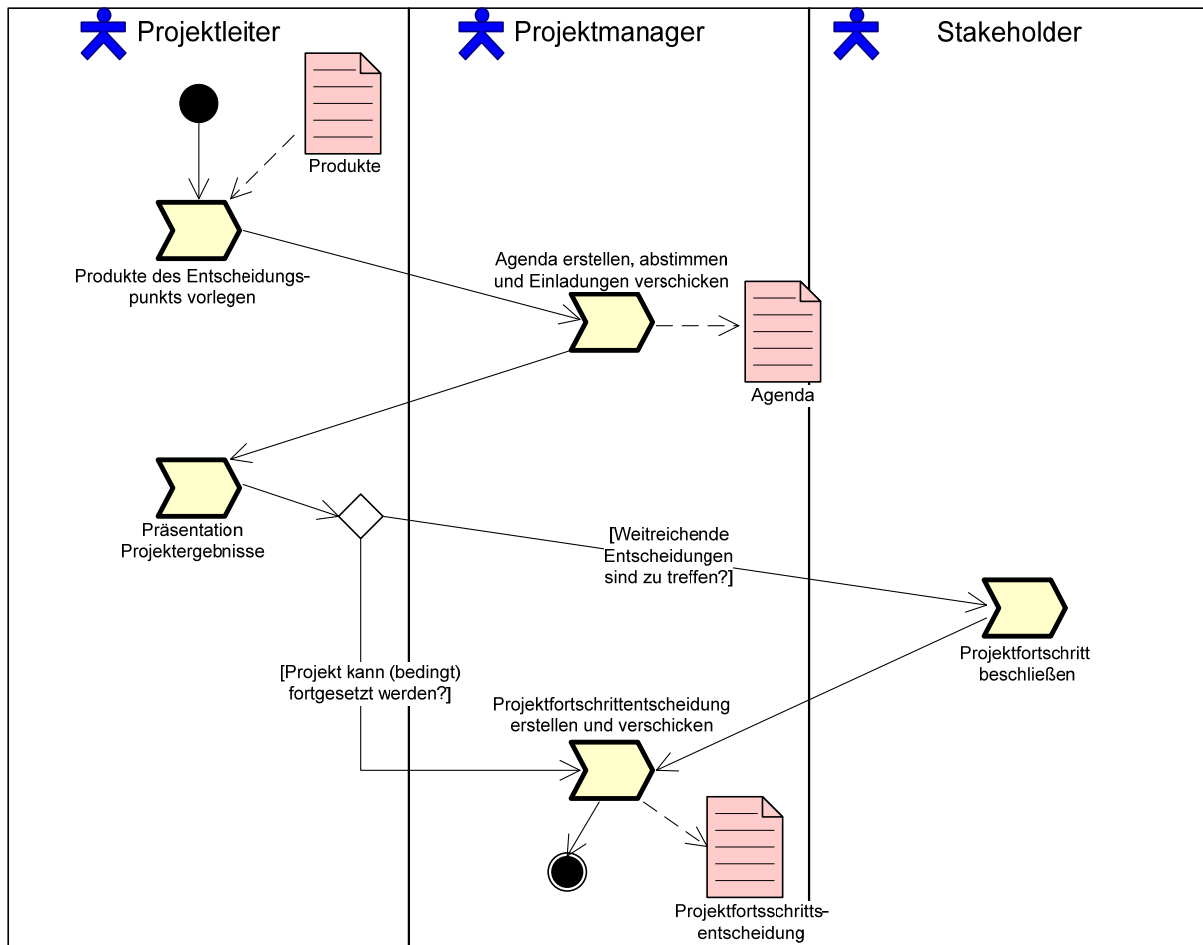 Projektleiter
Projektmanager
Stakeholder
Produkte
Produkte des Entscheidungs-
punkts vorlegen
Agenda erstellen, abstimmen
und Einladungen verschicken
Agenda
Präsentation
Projektergebnisse
[Weitreichende
Entscheidungen
sind zu treffen?]
Projektfortschritt
beschließen
[Projekt kann (bedingt)
fortgesetzt werden?]
Projektfortschrittentscheidung
erstellen und verschicken
Projektfortsschritts-
entscheidung